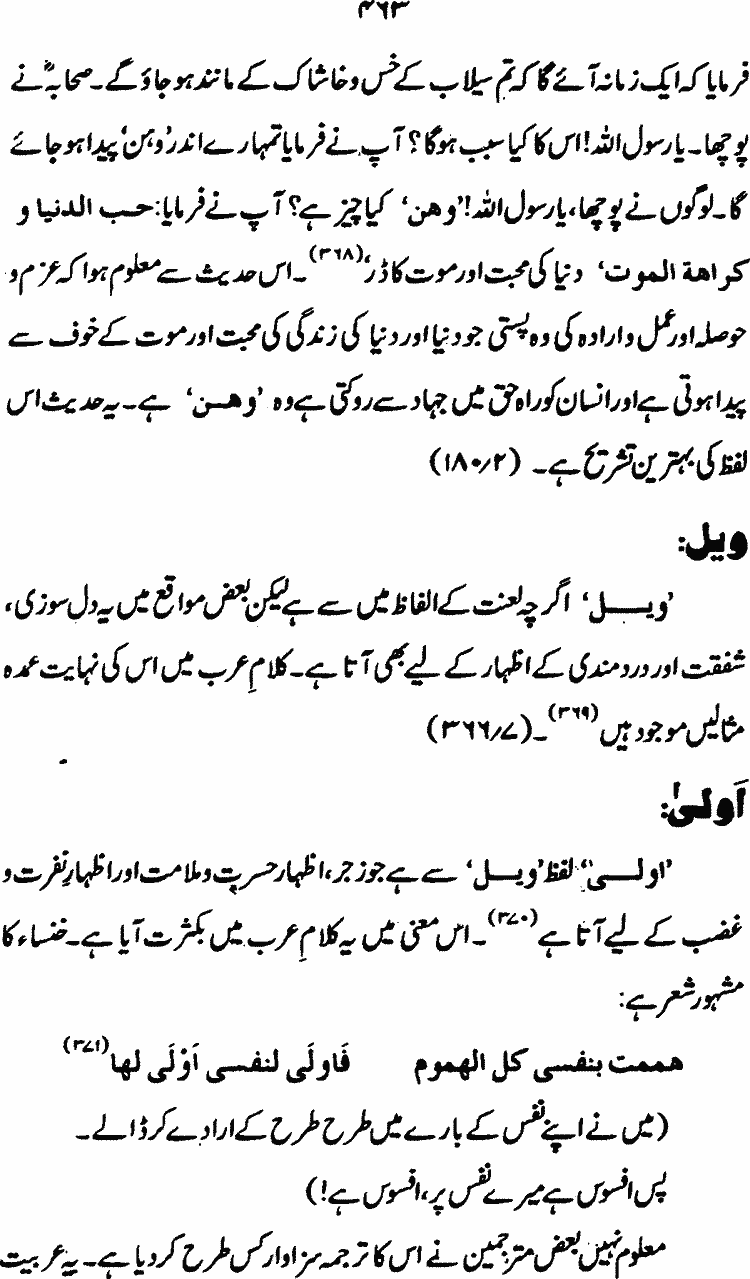 ۴۶۳
فرمایا کہ ایک زمانہ آئے گا کہ تم سیلاب کے خس و خاشاک کے مانند ہو جاؤ گے۔ صحابہؓ نے
پوچھا۔ یا رسول اللہ! اس کا کیا سبب ہوگا؟ آپ نے فرمایا تمہارے اندر ’وہن‘ پیدا ہو جائے
گا۔ لوگوں نے پوچھا، یا رسول اللہ! ’وھن‘ کیا چیز ہے؟ آپ نے فرمایا: حب الدنیا و
کراھة الموت‘ دنیا کی محبت اور موت کا ڈر،(۳۶۸)۔ اس حدیث سے معلوم ہوا کہ عزم و
حوصلہ اور عمل و ارادہ کی وہ پستی جو دنیا اور دنیا کی زندگی کی محبت اور موت کے خوف سے
پیدا ہوتی ہے اور انسان کو راہ حق میں جہاد سے روکتی ہے وہ ’وھن‘ ہے۔ یہ حدیث اس
لفظ کی بہترین تشریح ہے۔ (۱۸۰/۲)
ویل:
’ویل‘ اگرچہ لعنت کے الفاظ میں سے ہے لیکن بعض مواقع میں یہ دل سوزی،
شفقت اور دردمندی کے اظہار کے لیے بھی آتا ہے۔ کلامِ عرب میں اس کی نہایت عمدہ
مثالیں موجود ہیں(۳۶۹)۔ (۳۶۶/۷)
اَولیٰ:
’اولی‘ لفظ ’ویل‘ سے ہے جو زجر، اظہار حسرت و ملامت اور اظہارِ نفرت و
غضب کے لیے آتا ہے(۳۷۰)۔ اس معنی میں یہ کلامِ عرب میں بکثرت آیا ہے۔ خنساء کا
مشہور شعر ہے:
ھممت بنفسی کل الھموم فَاولَی لنفسی اَوْلَی لھا(۳۷۱)
(میں نے اپنے نفس کے بارے میں طرح طرح کے ارادے کر ڈالے۔
پس افسوس ہے میرے نفس پر، افسوس ہے!)
معلوم نہیں بعض مترجمین نے اس کا ترجمہ سزاوار کس طرح کر دیا ہے۔ یہ عربیت